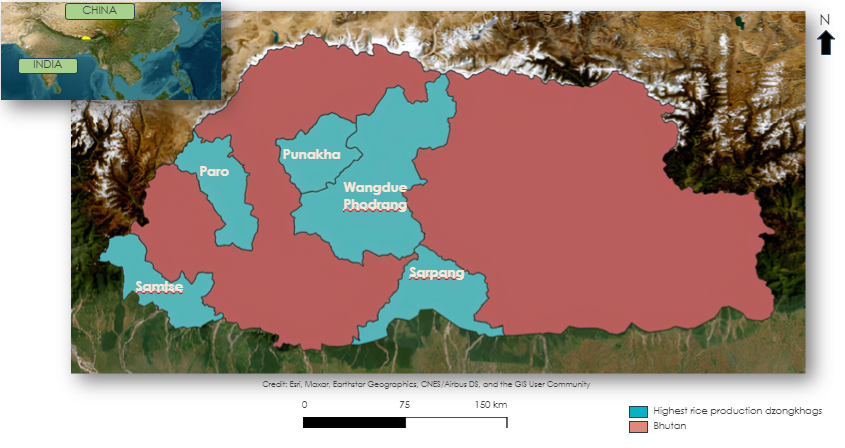 CHINA
INDIA
N
Punakha
Paro
Wangdue
Phodrang
Sarpang
Samtse
Credit: Esri, Maxar, Earthstar Geographics, CNES/Airbus DS, and the GIS User Community
0 75 150 km
Highest rice production dzongkhags
Bhutan